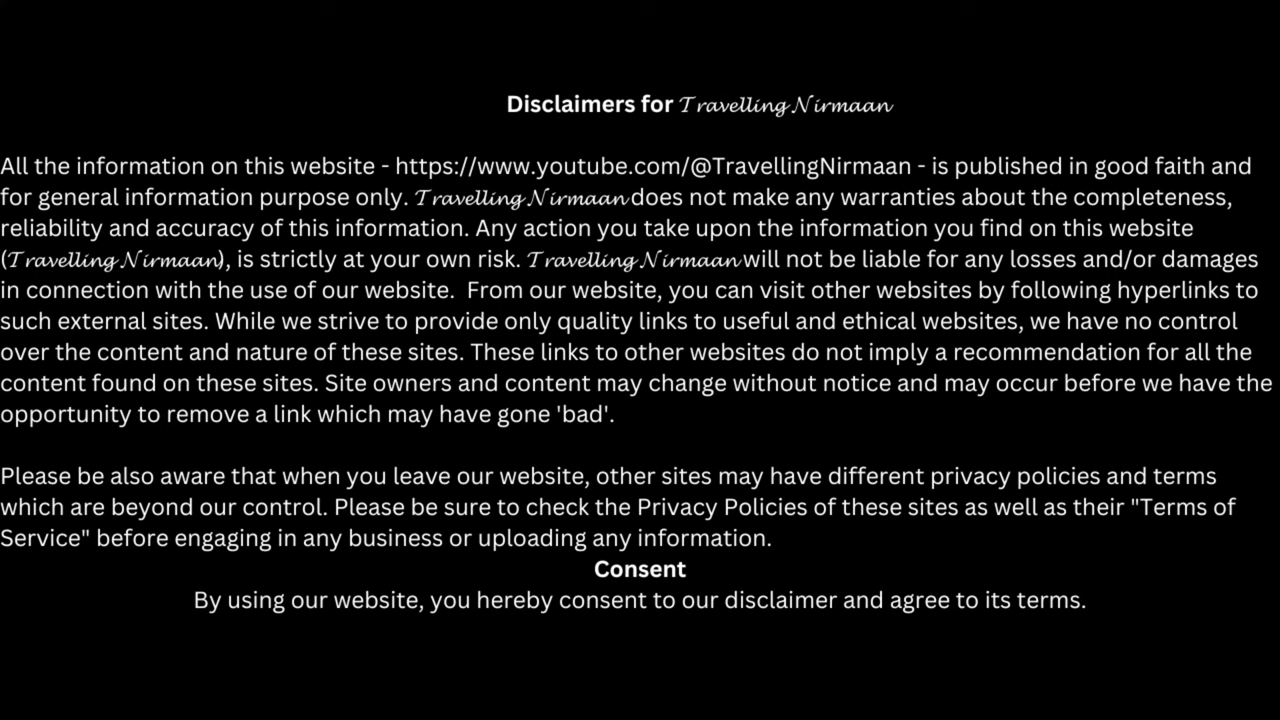 Disclaimers for Travelling Nirmaan
All the information on this website - https://www.youtube.com/@TravellingNirmaan - is published in good faith and
for general information purpose only. Travelling Nirmaan does not make any warranties about the completeness,
reliability and accuracy of this information. Any action you take upon the information you find on this website
(Travelling Nirmaan), is strictly at your own risk. Travelling Nirmaan will not be liable for any losses and/or damages
in connection with the use of our website.  From our website, you can visit other websites by following hyperlinks to
such external sites. While we strive to provide only quality links to useful and ethical websites, we have no control
over the content and nature of these sites. These links to other websites do not imply a recommendation for all the
content found on these sites. Site owners and content may change without notice and may occur before we have the
opportunity to remove a link which may have gone 'bad'.
Please be also aware that when you leave our website, other sites may have different privacy policies and terms
which are beyond our control. Please be sure to check the Privacy Policies of these sites as well as their "Terms of
Service" before engaging in any business or uploading any information.
Consent
By using our website, you hereby consent to our disclaimer and agree to its terms.